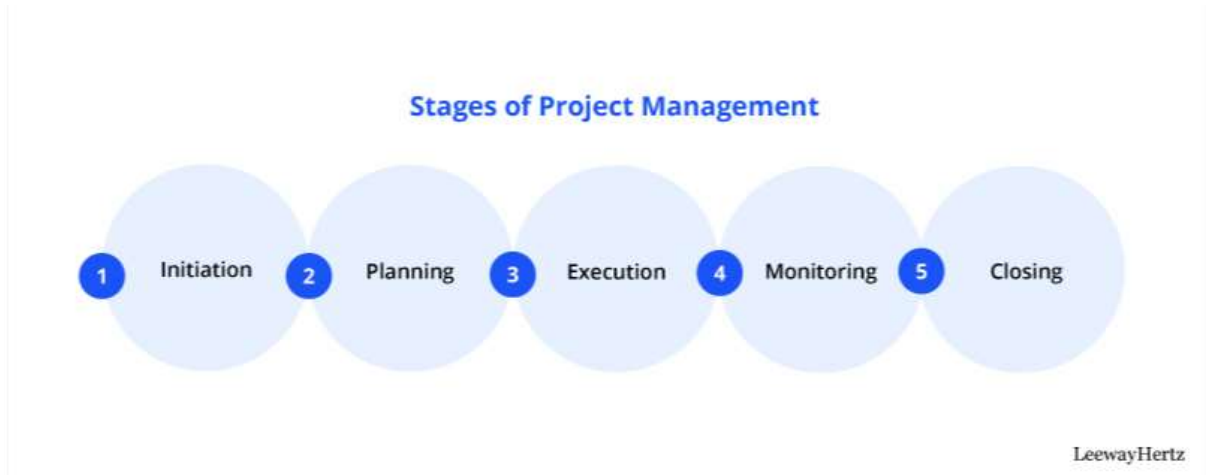 Stages of Project Management
1 Initiation 2 Planning 3 Execution 4 Monitoring 5 Closing
LeewayHertz